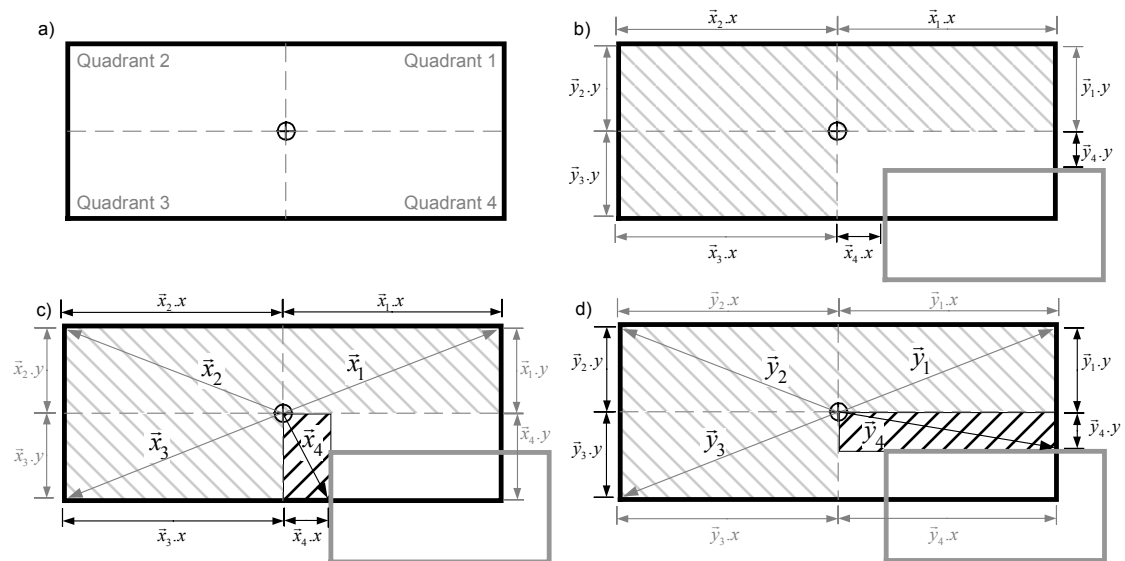 a)
Quadrant 2
Quadrant 1
Quadrant 3
Quadrant 4
b)
x⃗₂.x
x⃗₁.x
y⃗₂.y
y⃗₁.y
y⃗₄.y
y⃗₃.y
x⃗₃.x
x⃗₄.x
c)
x⃗₂.x
x⃗₁.x
x⃗₂.y
x⃗₂
x⃗₁
x⃗₁.y
x⃗₃.y
x⃗₃
x⃗₄
x⃗₄.y
x⃗₃.x
x⃗₄.x
d)
y⃗₂.x
y⃗₁.x
y⃗₂.y
y⃗₂
y⃗₁
y⃗₁.y
y⃗₃.y
y⃗₃
y⃗₄
y⃗₄.y
y⃗₃.x
y⃗₄.x